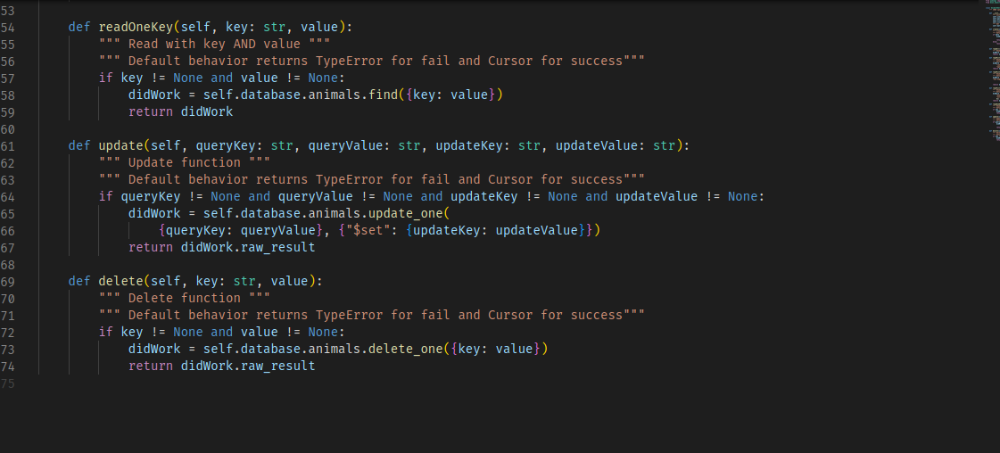 53
54 def readOneKey(self, key: str, value):
55 """ Read with key AND value """
56 """ Default behavior returns TypeError for fail and Cursor for success"""
57 if key != None and value != None:
58 didWork = self.database.animals.find({key: value})
59 return didWork
60
61 def update(self, queryKey: str, queryValue: str, updateKey: str, updateValue: str):
62 """ Update function """
63 """ Default behavior returns TypeError for fail and Cursor for success"""
64 if queryKey != None and queryValue != None and updateKey != None and updateValue != None:
65 didWork = self.database.animals.update_one(
66 {queryKey: queryValue}, {"$set": {updateKey: updateValue}})
67 return didWork.raw_result
68
69 def delete(self, key: str, value):
70 """ Delete function """
71 """ Default behavior returns TypeError for fail and Cursor for success"""
72 if key != None and value != None:
73 didWork = self.database.animals.delete_one({key: value})
74 return didWork.raw_result
75